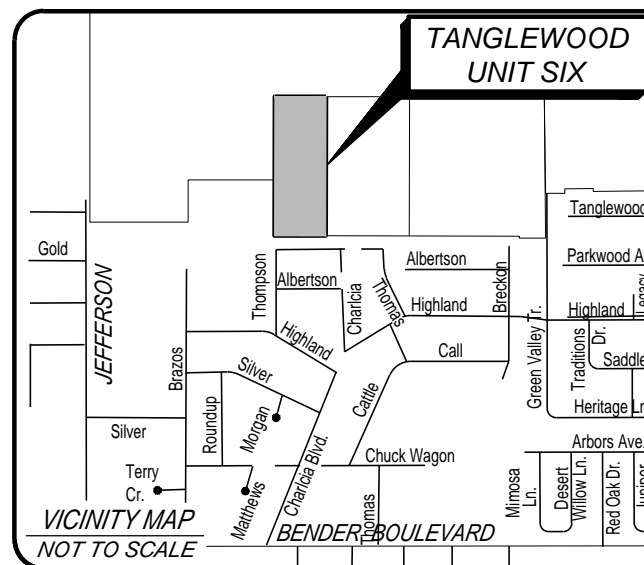 TANGLEWOOD
UNIT SIX
Tanglewood
Gold
Albertson
Parkwood A
Thompson
Albertson
Charlcia
Thomas
Highland
Breckon
Green Valley Tr.
Highland
Legacy
JEFFERSON
Brazos
Highland
Silver
Call
Traditions
Dr.
Saddle
Cattle
Heritage Ln
Silver
Roundup
Morgan
Charlcia Blvd.
Arbors Ave.
Terry
Cr.
Matthews
Chuck Wagon
Thomas
Mimosa
Ln.
Desert
Willow Ln.
Red Oak Dr.
Juniper
VICINITY MAP
NOT TO SCALE
BENDER BOULEVARD